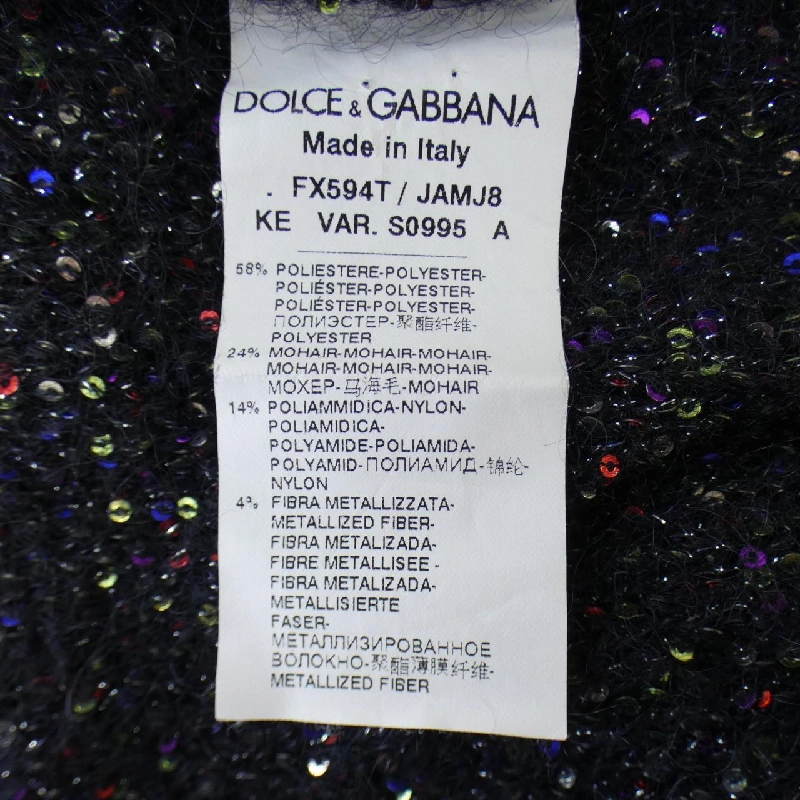 DOLCE & GABBANA
Made in Italy
. FX594T / JAMJ8
KE VAR. S0995 A
58% POLIESTERE-POLYESTER-
POLIÉSTER-POLYESTER-
POLIÉSTER-POLYESTER-
ПОЛИЭСТЕР-聚酯纤维-
POLYESTER
24% MOHAIR-MOHAIR-MOHAIR-
MOHAIR-MOHAIR-MOHAIR-
МОХЕР-马海毛-MOHAIR
14% POLIAMMIDICA-NYLON-
POLIAMIDICA-
POLYAMIDE-POLIAMIDA-
POLYAMID-ПОЛИАМИД-锦纶-
NYLON
4% FIBRA METALLIZZATA-
METALLIZED FIBER-
FIBRA METALIZADA-
FIBRE METALLISEE -
FIBRA METALIZADA-
METALLISIERTE
FASER-
МЕТАЛЛИЗИРОВАННОЕ
ВОЛОКНО-聚酯薄膜纤维-
METALLIZED FIBER